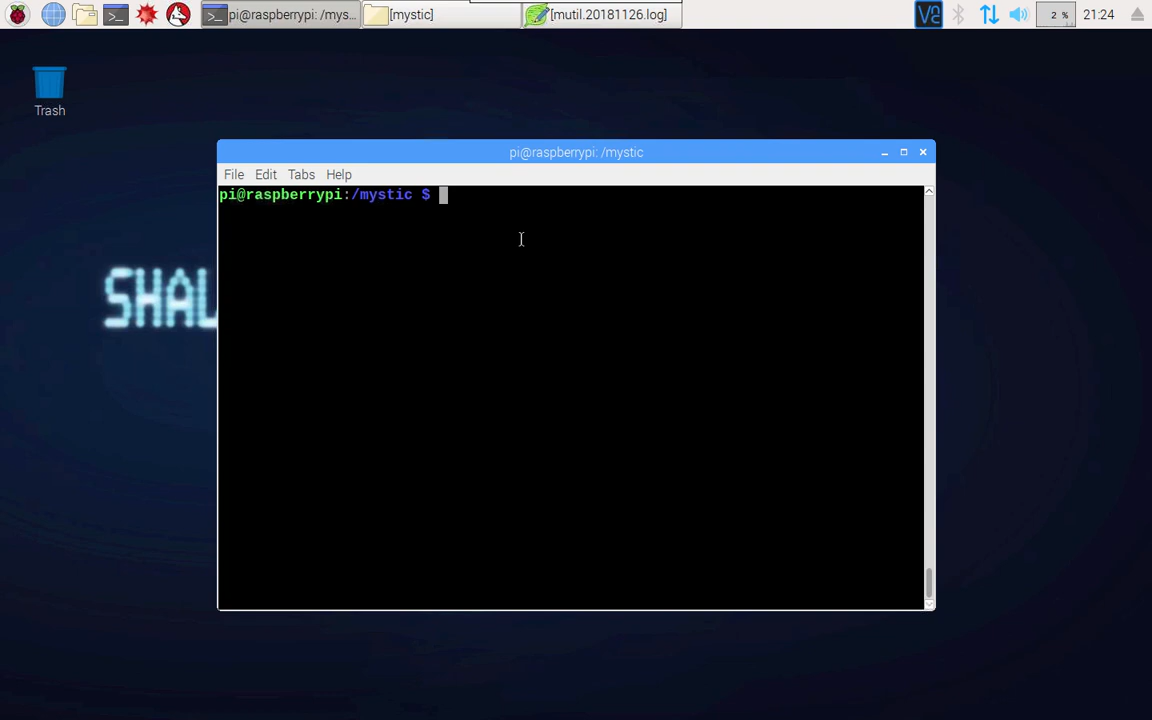 pi@raspberrypi: /mys...
[mystic]
[mutil.20181126.log]
2 %
21:24
Trash
pi@raspberrypi: /mystic
File Edit Tabs Help
pi@raspberrypi:/mystic $
SHAL